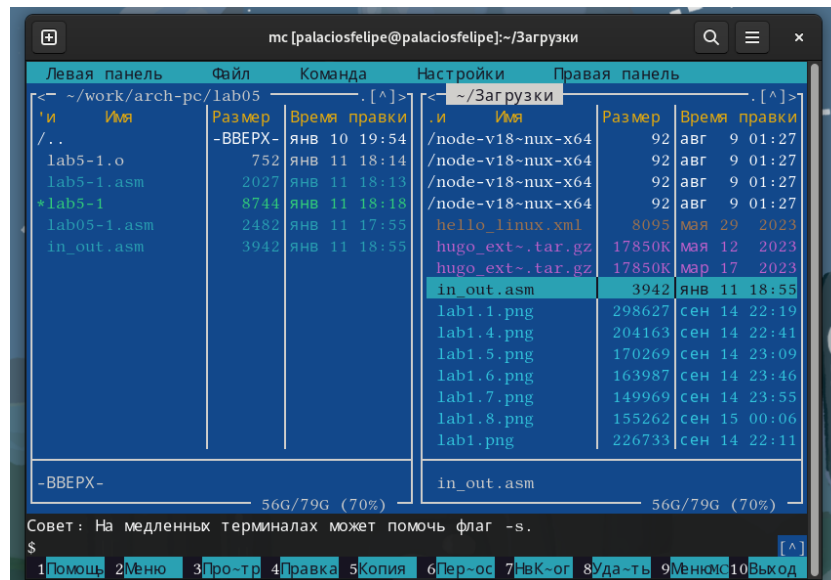 mc [palaciosfelipe@palaciosfelipe]:~/Загрузки
Левая панель Файл Команда Настройки Правая панель
<─ ~/work/arch-pc/lab05 ─.[^]>
'и Имя Размер Время правки
/.. -ВВЕРХ- янв 10 19:54
lab5-1.o 752 янв 11 18:14
lab5-1.asm 2027 янв 11 18:13
*lab5-1 8744 янв 11 18:18
lab05-1.asm 2482 янв 11 17:55
in_out.asm 3942 янв 11 18:55
-ВВЕРХ-
56G/79G (70%)
<─ ~/Загрузки ─.[^]>
.и Имя Размер Время правки
/node-v18~nux-x64 92 авг 9 01:27
/node-v18~nux-x64 92 авг 9 01:27
/node-v18~nux-x64 92 авг 9 01:27
/node-v18~nux-x64 92 авг 9 01:27
hello_linux.xml 8095 мая 29 2023
hugo_ext~.tar.gz 17850K мая 12 2023
hugo_ext~.tar.gz 17850K мар 17 2023
in_out.asm 3942 янв 11 18:55
lab1.1.png 298627 сен 14 22:19
lab1.4.png 204163 сен 14 22:41
lab1.5.png 170269 сен 14 23:09
lab1.6.png 163987 сен 14 23:46
lab1.7.png 149969 сен 14 23:55
lab1.8.png 155262 сен 15 00:06
lab1.png 226733 сен 14 22:11
in_out.asm
56G/79G (70%)
Совет: На медленных терминалах может помочь флаг -s.
$ [^]
1Помощь 2Меню 3Про~тр 4Правка 5Копия 6Пер~ос 7НвК~ог 8Уда~ть 9МенюMC 10Выход